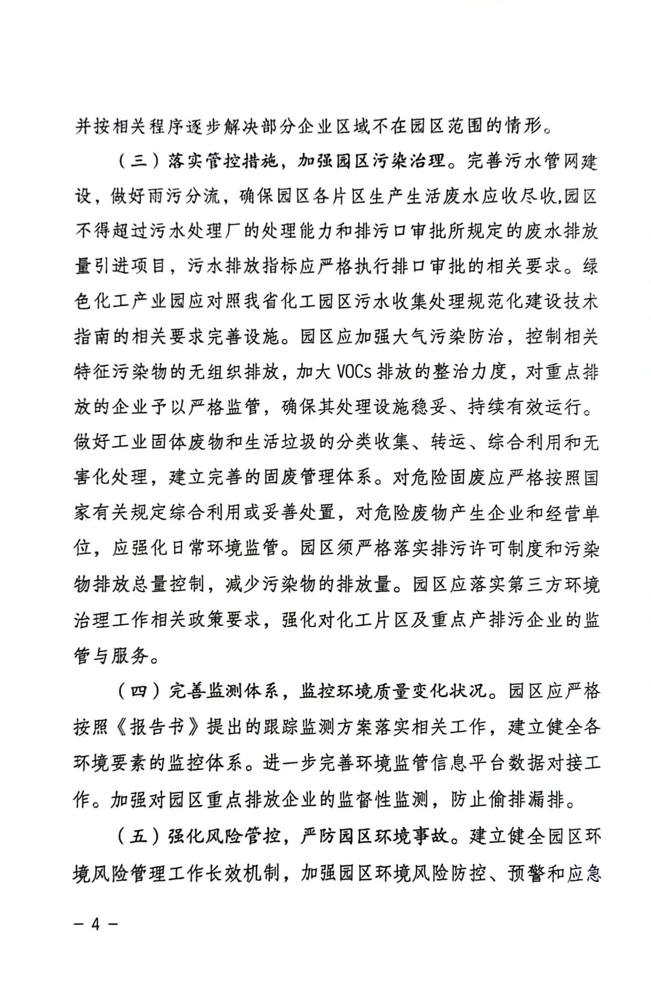 并按相关程序逐步解决部分企业区域不在园区范围的情形。
（三）落实管控措施，加强园区污染治理。完善污水管网建
设，做好雨污分流，确保园区各片区生产生活废水应收尽收,园区
不得超过污水处理厂的处理能力和排污口审批所规定的废水排放
量引进项目，污水排放指标应严格执行排口审批的相关要求。绿
色化工产业园应对照我省化工园区污水收集处理规范化建设技术
指南的相关要求完善设施。园区应加强大气污染防治，控制相关
特征污染物的无组织排放，加大 VOCs 排放的整治力度，对重点排
放的企业予以严格监管，确保其处理设施稳妥、持续有效运行。
做好工业固体废物和生活垃圾的分类收集、转运、综合利用和无
害化处理，建立完善的固废管理体系。对危险固废应严格按照国
家有关规定综合利用或妥善处置，对危险废物产生企业和经营单
位，应强化日常环境监管。园区须严格落实排污许可制度和污染
物排放总量控制，减少污染物的排放量。园区应落实第三方环境
治理工作相关政策要求，强化对化工片区及重点产排污企业的监
管与服务。
（四）完善监测体系，监控环境质量变化状况。园区应严格
按照《报告书》提出的跟踪监测方案落实相关工作，建立健全各
环境要素的监控体系。进一步完善环境监管信息平台数据对接工
作。加强对园区重点排放企业的监督性监测，防止偷排漏排。
（五）强化风险管控，严防园区环境事故。建立健全园区环
境风险管理工作长效机制，加强园区环境风险防控、预警和应急
- 4 -